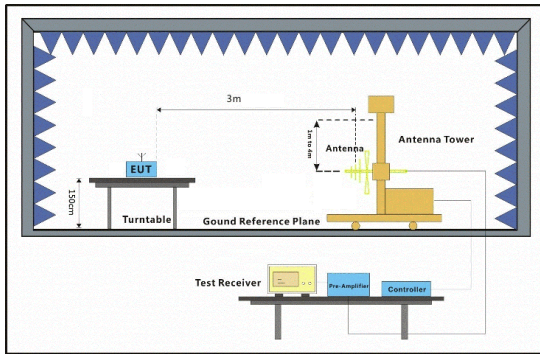 3m
1m to 4m
Antenna
Antenna Tower
EUT
150cm
Turntable
Gound Reference Plane
Test Receiver
Pre-Amplifier
Controller